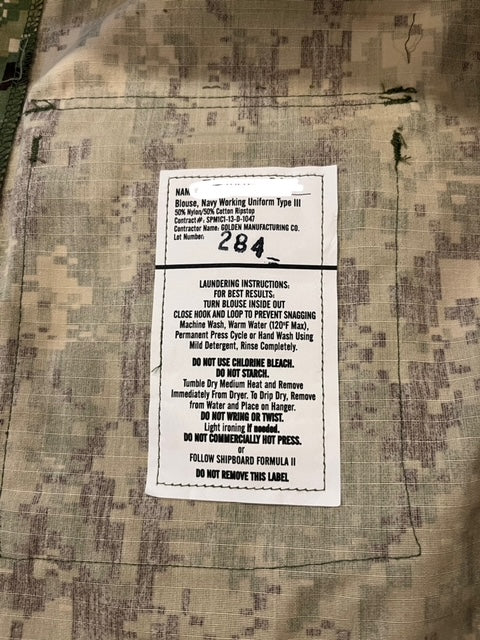 NAM
Blouse, Navy Working Uniform Type III
50% Nylon/50% Cotton Ripstop
Contract#: SPM1C1-13-D-1047
Contractor Name: GOLDEN MANUFACTURING CO.
Lot Number: 284
LAUNDERING INSTRUCTIONS:
FOR BEST RESULTS:
TURN BLOUSE INSIDE OUT
CLOSE HOOK AND LOOP TO PREVENT SNAGGING
Machine Wash, Warm Water (120°F Max),
Permanent Press Cycle or Hand Wash Using
Mild Detergent, Rinse Completely.
DO NOT USE CHLORINE BLEACH.
DO NOT STARCH.
Tumble Dry Medium Heat and Remove
Immediately From Dryer. To Drip Dry, Remove
from Water and Place on Hanger.
DO NOT WRING OR TWIST.
Light ironing if needed.
DO NOT COMMERCIALLY HOT PRESS.
or
FOLLOW SHIPBOARD FORMULA II
DO NOT REMOVE THIS LABEL